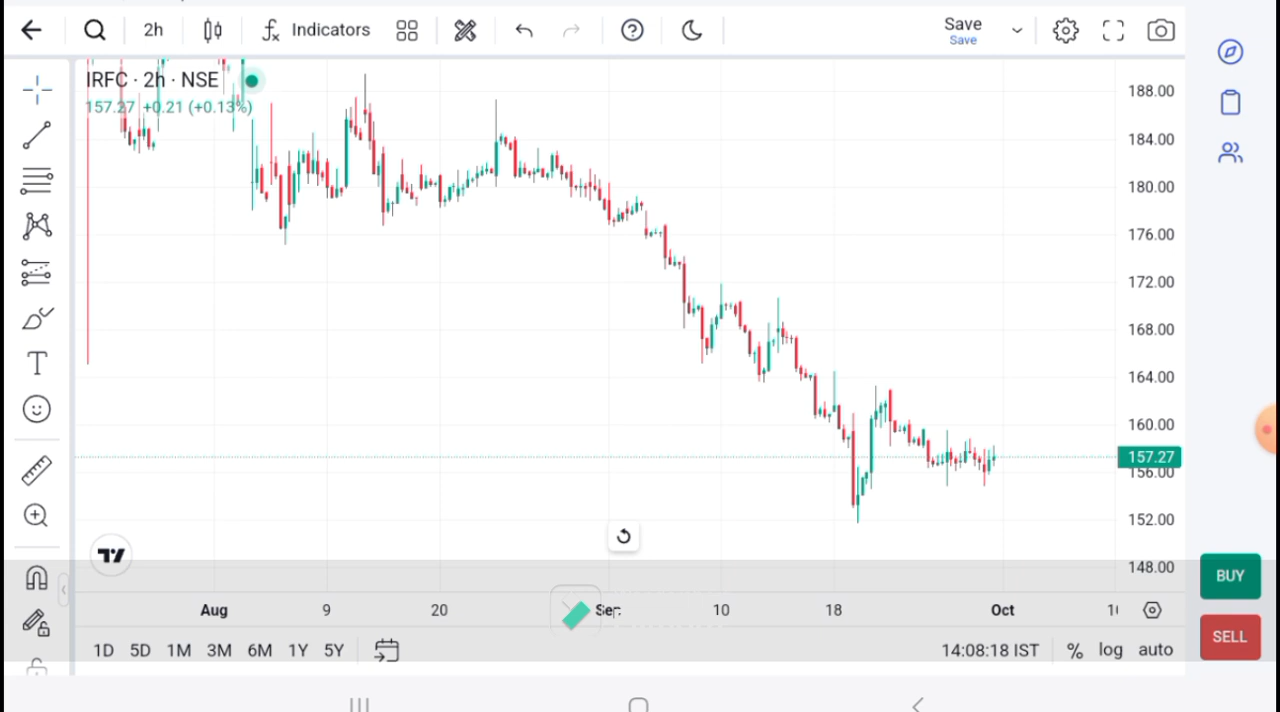 2h
Indicators
Save
Save
IRFC · 2h · NSE
157.27 +0.21 (+0.13%)
188.00
184.00
180.00
176.00
172.00
168.00
164.00
160.00
157.27
156.00
152.00
148.00
BUY
Aug 9 20 Sep 10 18 Oct
SELL
1D 5D 1M 3M 6M 1Y 5Y
14:08:18 IST % log auto